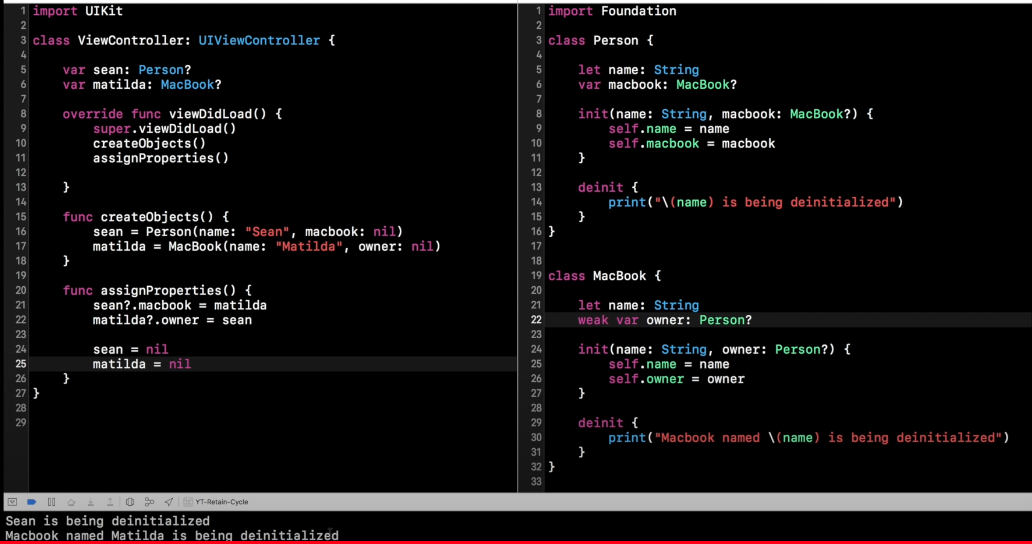 1 import UIKit
2
3 class ViewController: UIViewController {
4
5     var sean: Person?
6     var matilda: MacBook?
7
8     override func viewDidLoad() {
9         super.viewDidLoad()
10         createObjects()
11         assignProperties()
12
13     }
14
15     func createObjects() {
16         sean = Person(name: "Sean", macbook: nil)
17         matilda = MacBook(name: "Matilda", owner: nil)
18     }
19
20     func assignProperties() {
21         sean?.macbook = matilda
22         matilda?.owner = sean
23
24         sean = nil
25         matilda = nil
26     }
27 }
28
29
1 import Foundation
2
3 class Person {
4
5     let name: String
6     var macbook: MacBook?
7
8     init(name: String, macbook: MacBook?) {
9         self.name = name
10         self.macbook = macbook
11     }
12
13     deinit {
14         print("\(name) is being deinitialized")
15     }
16 }
17
18
19 class MacBook {
20
21     let name: String
22     weak var owner: Person?
23
24     init(name: String, owner: Person?) {
25         self.name = name
26         self.owner = owner
27     }
28
29     deinit {
30         print("Macbook named \(name) is being deinitialized")
31     }
32 }
33
YT-Retain-Cycle
Sean is being deinitialized
Macbook named Matilda is being deinitialized